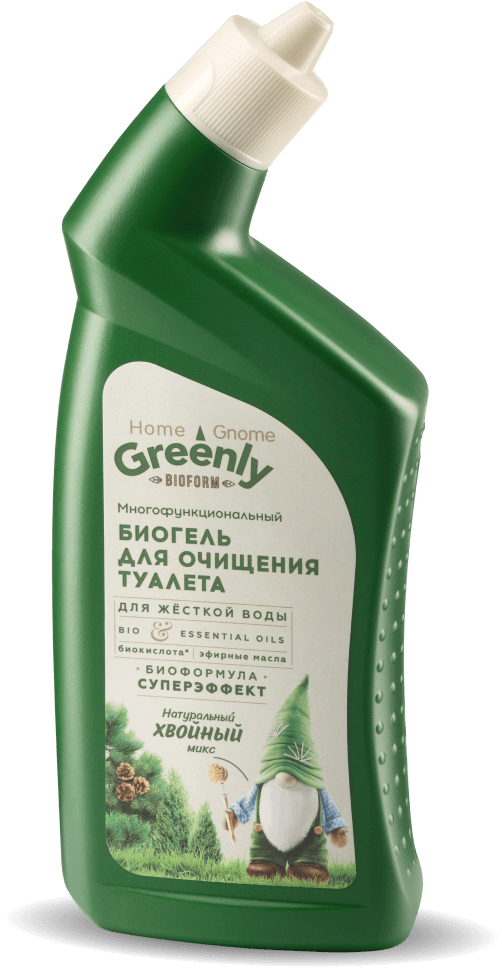 Home Gnome
Greenly
BIOFORM
Многофункциональный
БИОГЕЛЬ
ДЛЯ ОЧИЩЕНИЯ
ТУАЛЕТА
ДЛЯ ЖЁСТКОЙ ВОДЫ
BIO & ESSENTIAL OILS
биокислота* | эфирные масла
• БИОФОРМУЛА •
СУПЕРЭФФЕКТ
Натуральный
ХВОЙНЫЙ
микс